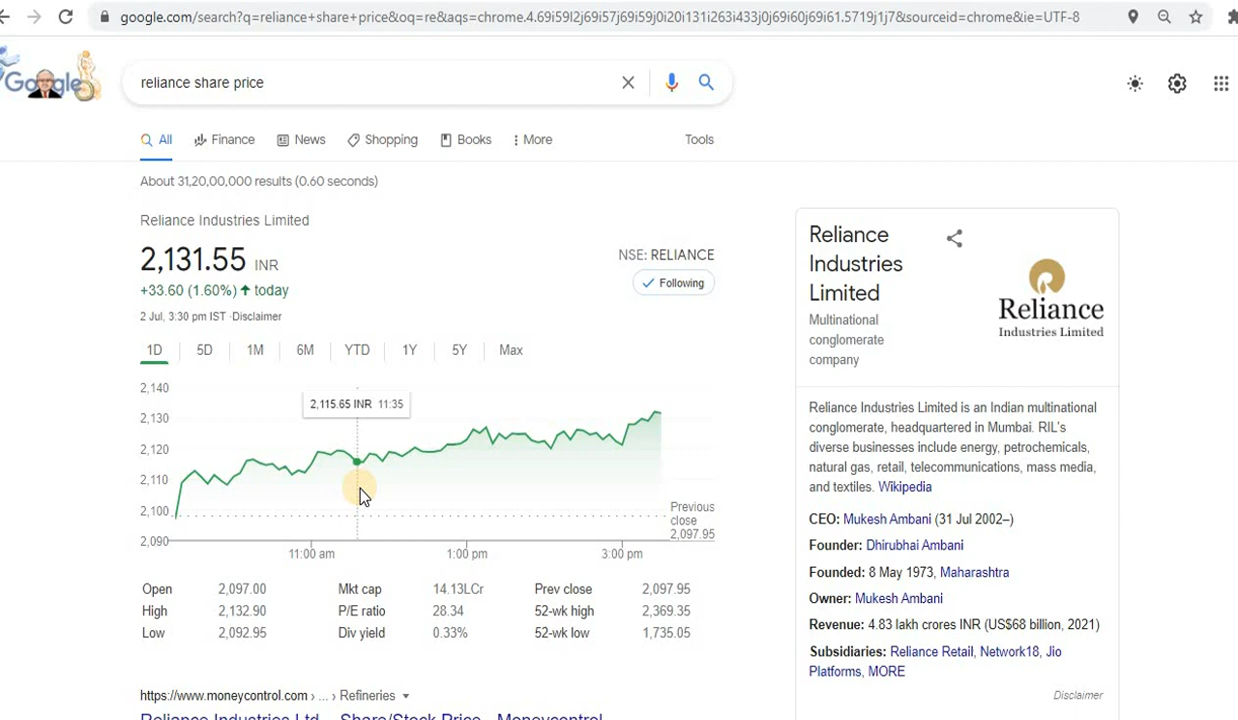 google.com/search?q=reliance+share+price&oq=re&aqs=chrome.4.69i59l2j69i57j69i59j0i20i131i263i433j0j69i60j69i61.5719j1j7&sourceid=chrome&ie=UTF-8
Google
reliance share price
All Finance News Shopping Books More Tools
About 31,20,00,000 results (0.60 seconds)
Reliance Industries Limited
2,131.55 INR
NSE: RELIANCE
+33.60 (1.60%) today
Following
2 Jul, 3:30 pm IST ·Disclaimer
1D 5D 1M 6M YTD 1Y 5Y Max
2,140
2,115.65 INR 11:35
2,130
2,120
2,110
2,100
2,090
Previous
close
2,097.95
11:00 am 1:00 pm 3:00 pm
Open 2,097.00 Mkt cap 14.13LCr Prev close 2,097.95
High 2,132.90 P/E ratio 28.34 52-wk high 2,369.35
Low 2,092.95 Div yield 0.33% 52-wk low 1,735.05
https://www.moneycontrol.com › ... › Refineries
Reliance Industries Ltd. Share/Stock Price - Moneycontrol
Reliance
Industries
Limited
Multinational
conglomerate
company
Reliance
Industries Limited
Reliance Industries Limited is an Indian multinational
conglomerate, headquartered in Mumbai. RIL's
diverse businesses include energy, petrochemicals,
natural gas, retail, telecommunications, mass media,
and textiles. Wikipedia
CEO: Mukesh Ambani (31 Jul 2002–)
Founder: Dhirubhai Ambani
Founded: 8 May 1973, Maharashtra
Owner: Mukesh Ambani
Revenue: 4.83 lakh crores INR (US$68 billion, 2021)
Subsidiaries: Reliance Retail, Network18, Jio
Platforms, MORE
Disclaimer